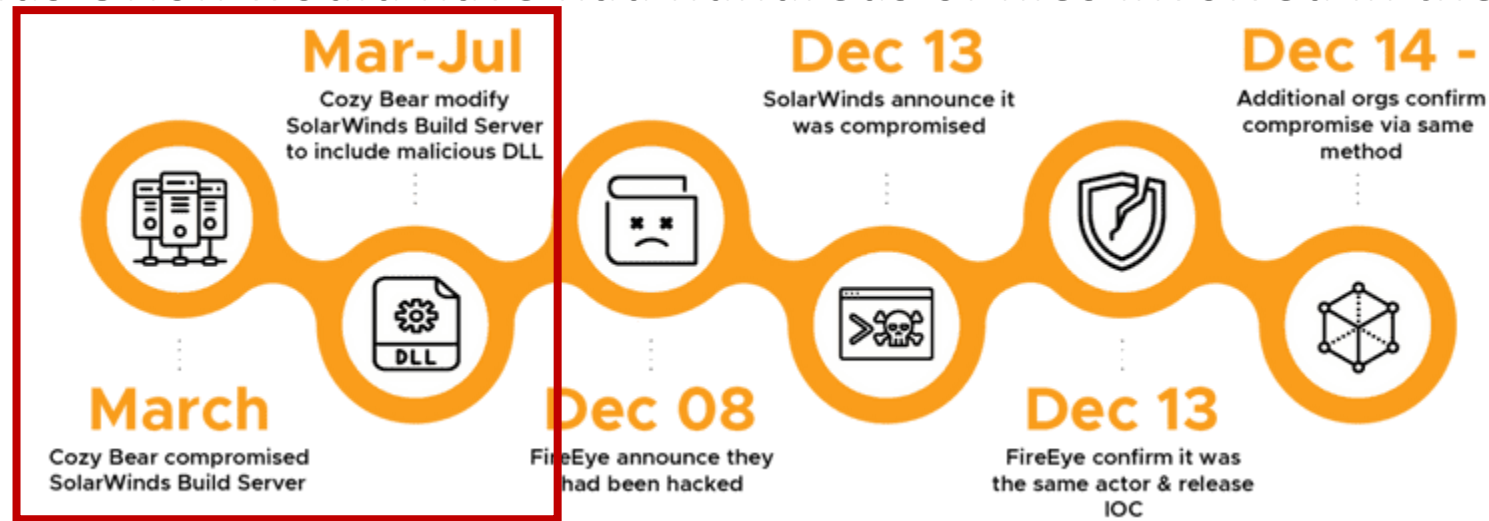 Mar-Jul
Cozy Bear modify
SolarWinds Build Server
to include malicious DLL
Dec 13
SolarWinds announce it
was compromised
Dec 14 -
Additional orgs confirm
compromise via same
method
DLL
March
Cozy Bear compromised
SolarWinds Build Server
Dec 08
FireEye announce they
had been hacked
Dec 13
FireEye confirm it was
the same actor & release
IOC